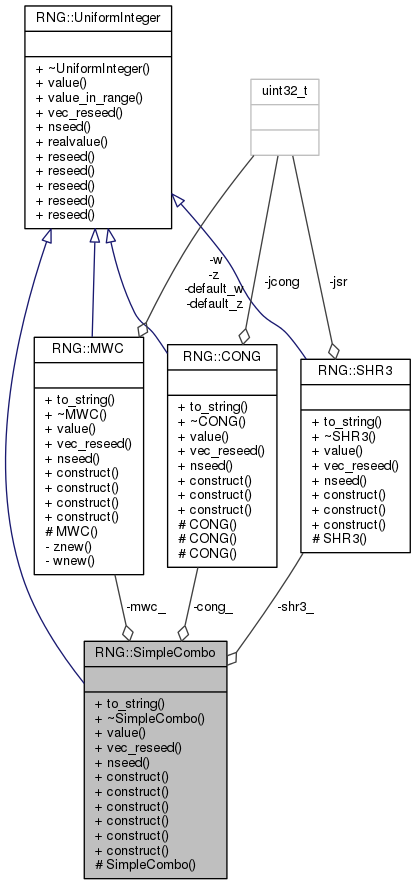 RNG::UniformInteger
+ ~UniformInteger()
+ value()
+ value_in_range()
+ vec_reseed()
+ nseed()
+ realvalue()
+ reseed()
+ reseed()
+ reseed()
+ reseed()
+ reseed()
uint32_t
-w
-z
-default_w
-default_z
-jcong
-jsr
RNG::MWC
+ to_string()
+ ~MWC()
+ value()
+ vec_reseed()
+ nseed()
+ construct()
+ construct()
+ construct()
+ construct()
# MWC()
- znew()
- wnew()
RNG::CONG
+ to_string()
+ ~CONG()
+ value()
+ vec_reseed()
+ nseed()
+ construct()
+ construct()
+ construct()
# CONG()
# CONG()
# CONG()
RNG::SHR3
+ to_string()
+ ~SHR3()
+ value()
+ vec_reseed()
+ nseed()
+ construct()
+ construct()
+ construct()
# SHR3()
-mwc_
-cong_
-shr3_
RNG::SimpleCombo
+ to_string()
+ ~SimpleCombo()
+ value()
+ vec_reseed()
+ nseed()
+ construct()
+ construct()
+ construct()
+ construct()
+ construct()
+ construct()
# SimpleCombo()